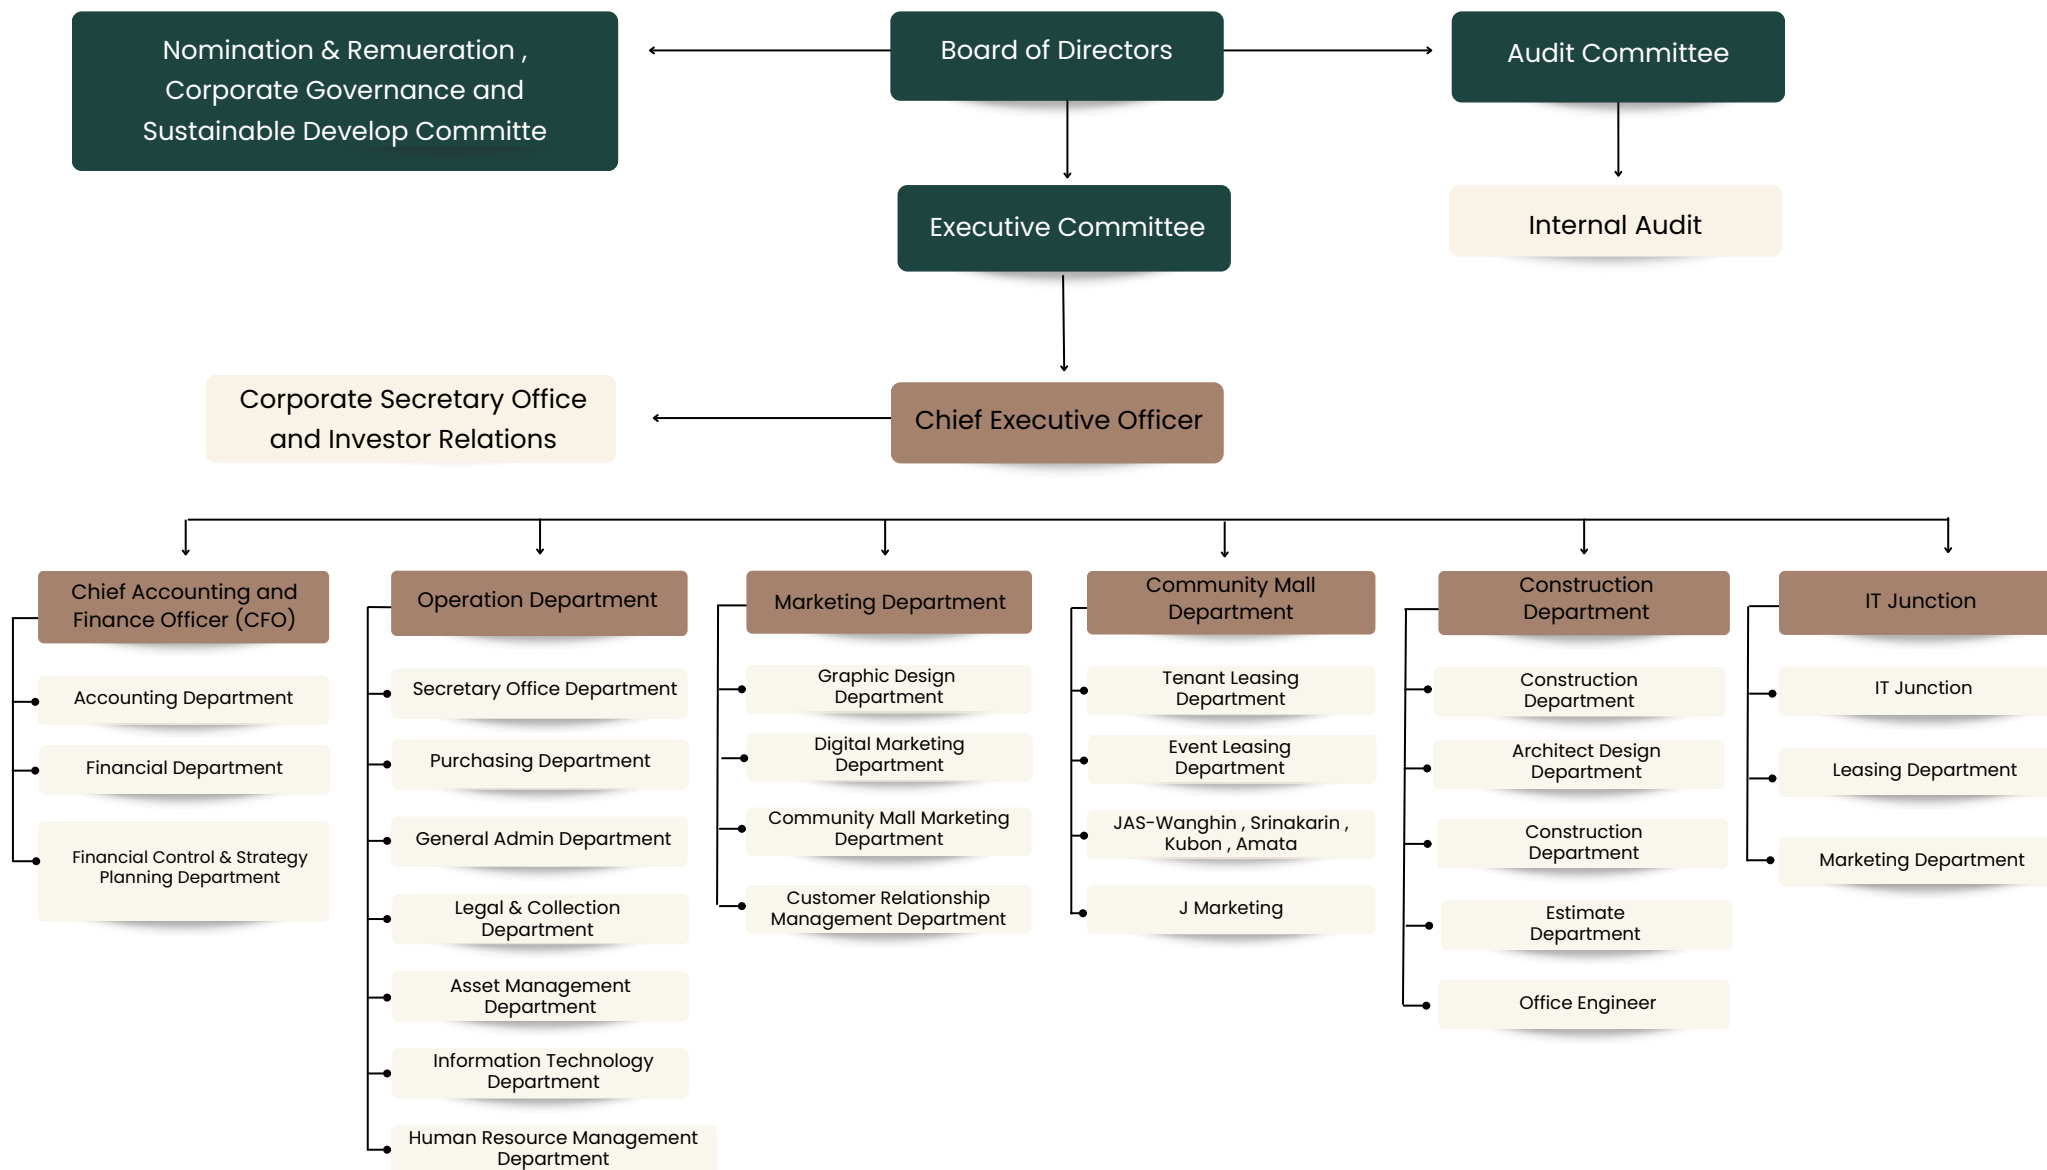 Nomination & Remueration ,
Corporate Governance and
Sustainable Develop Committe
Board of Directors
Audit Committee
Executive Committee
Internal Audit
Corporate Secretary Office
and Investor Relations
Chief Executive Officer
Chief Accounting and
Finance Officer (CFO)
Accounting Department
Financial Department
Financial Control & Strategy
Planning Department
Operation Department
Secretary Office Department
Purchasing Department
General Admin Department
Legal & Collection
Department
Asset Management
Department
Information Technology
Department
Human Resource Management
Department
Marketing Department
Graphic Design
Department
Digital Marketing
Department
Community Mall Marketing
Department
Customer Relationship
Management Department
Community Mall
Department
Tenant Leasing
Department
Event Leasing
Department
JAS-Wanghin , Srinakarin ,
Kubon , Amata
J Marketing
Construction
Department
Construction
Department
Architect Design
Department
Construction
Department
Estimate
Department
Office Engineer
IT Junction
IT Junction
Leasing Department
Marketing Department